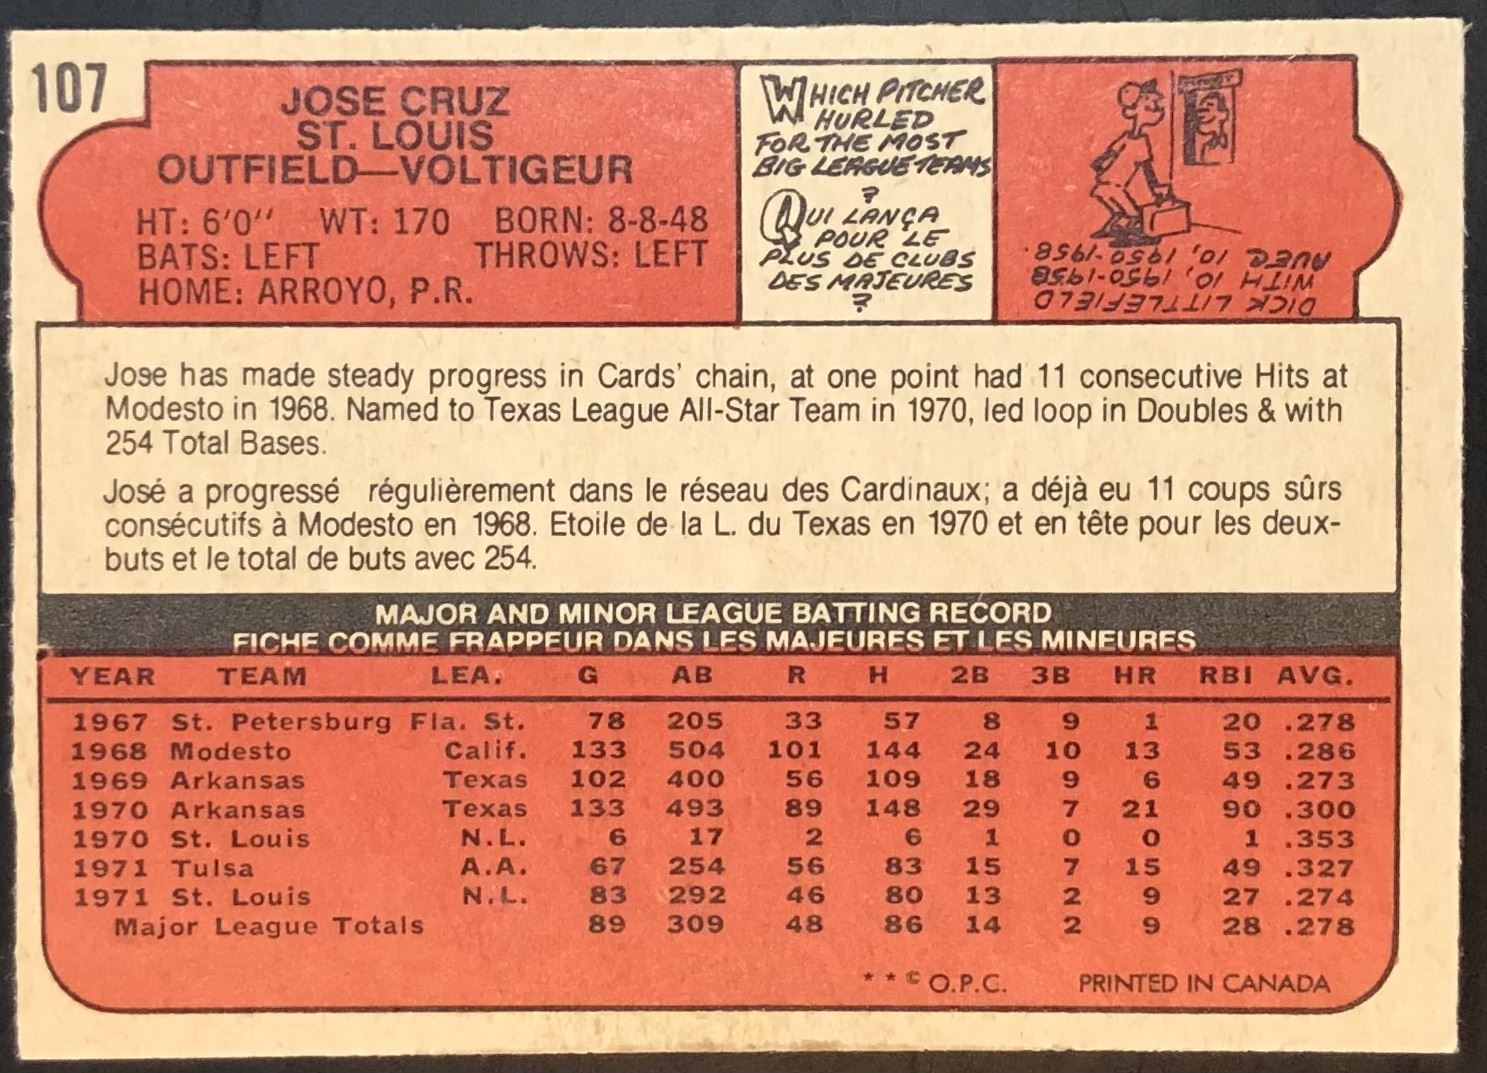 107
JOSE CRUZ
ST. LOUIS
OUTFIELD—VOLTIGEUR
HT: 6'0'' WT: 170 BORN: 8-8-48
BATS: LEFT THROWS: LEFT
HOME: ARROYO, P.R.
WHICH PITCHER
HURLED
FOR THE MOST
BIG LEAGUE TEAMS
?
QUI LANÇA
POUR LE
PLUS DE CLUBS
DES MAJEURES
?
DICK LITTLEFIELD
WITH 10, 1950-1958
AVEC 10, 1950-1958.
Jose has made steady progress in Cards' chain, at one point had 11 consecutive Hits at
Modesto in 1968. Named to Texas League All-Star Team in 1970, led loop in Doubles & with
254 Total Bases.
José a progressé régulièrement dans le réseau des Cardinaux; a déjà eu 11 coups sûrs
consécutifs à Modesto en 1968. Etoile de la L. du Texas en 1970 et en tête pour les deux-
buts et le total de buts avec 254.
MAJOR AND MINOR LEAGUE BATTING RECORD
FICHE COMME FRAPPEUR DANS LES MAJEURES ET LES MINEURES
YEAR TEAM LEA. G AB R H 2B 3B HR RBI AVG.
1967 St. Petersburg Fla. St. 78 205 33 57 8 9 1 20 .278
1968 Modesto Calif. 133 504 101 144 24 10 13 53 .286
1969 Arkansas Texas 102 400 56 109 18 9 6 49 .273
1970 Arkansas Texas 133 493 89 148 29 7 21 90 .300
1970 St. Louis N.L. 6 17 2 6 1 0 0 1 .353
1971 Tulsa A.A. 67 254 56 83 15 7 15 49 .327
1971 St. Louis N.L. 83 292 46 80 13 2 9 27 .274
Major League Totals 89 309 48 86 14 2 9 28 .278
* * © O.P.C. PRINTED IN CANADA